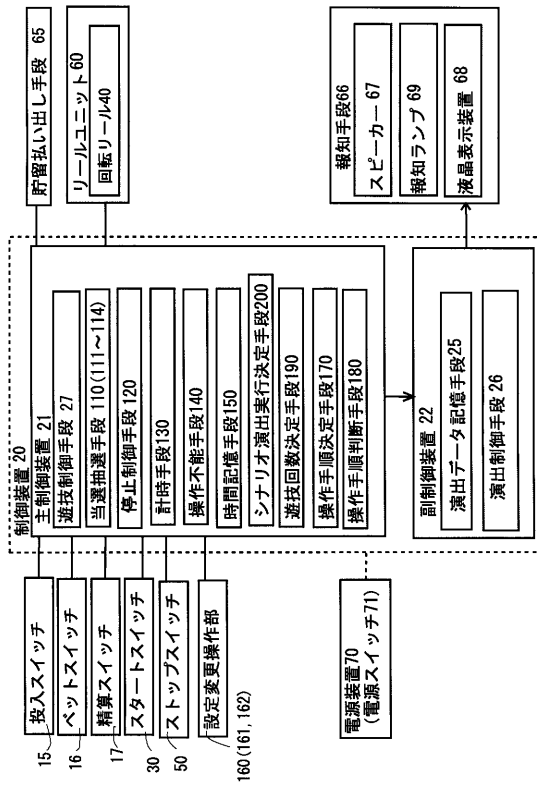 投入スイッチ
15
ベットスイッチ
16
精算スイッチ
17
スタートスイッチ
30
ストップスイッチ
50
設定変更操作部
160(161, 162)
電源装置70
(電源スイッチ71)
制御装置 20
主制御装置 21
遊技制御手段 27
当選抽選手段 110(111~114)
停止制御手段 120
計時手段130
操作不能手段140
時間記憶手段150
シナリオ演出実行決定手段200
遊技回数決定手段190
操作手順決定手段170
操作手順判断手段180
副制御装置 22
演出データ記憶手段25
演出制御手段 26
貯留払い出し手段 65
リールユニット60
回転リール40
報知手段66
スピーカー 67
報知ランプ 69
液晶表示装置 68